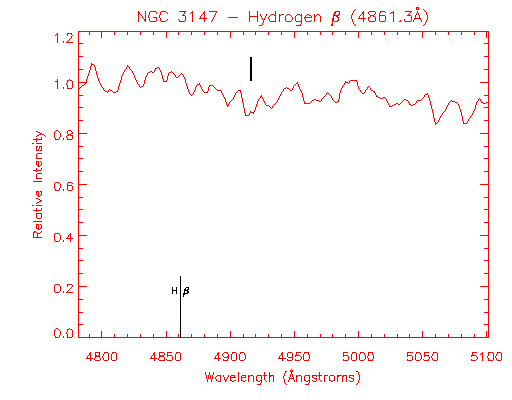 NGC 3147 – Hydrogen β (4861.3Å)
1.2
1.0
0.8
0.6
0.4
0.2
0.0
Relative Intensity
H β
4800 4850 4900 4950 5000 5050 5100
Wavelength (Ångstroms)